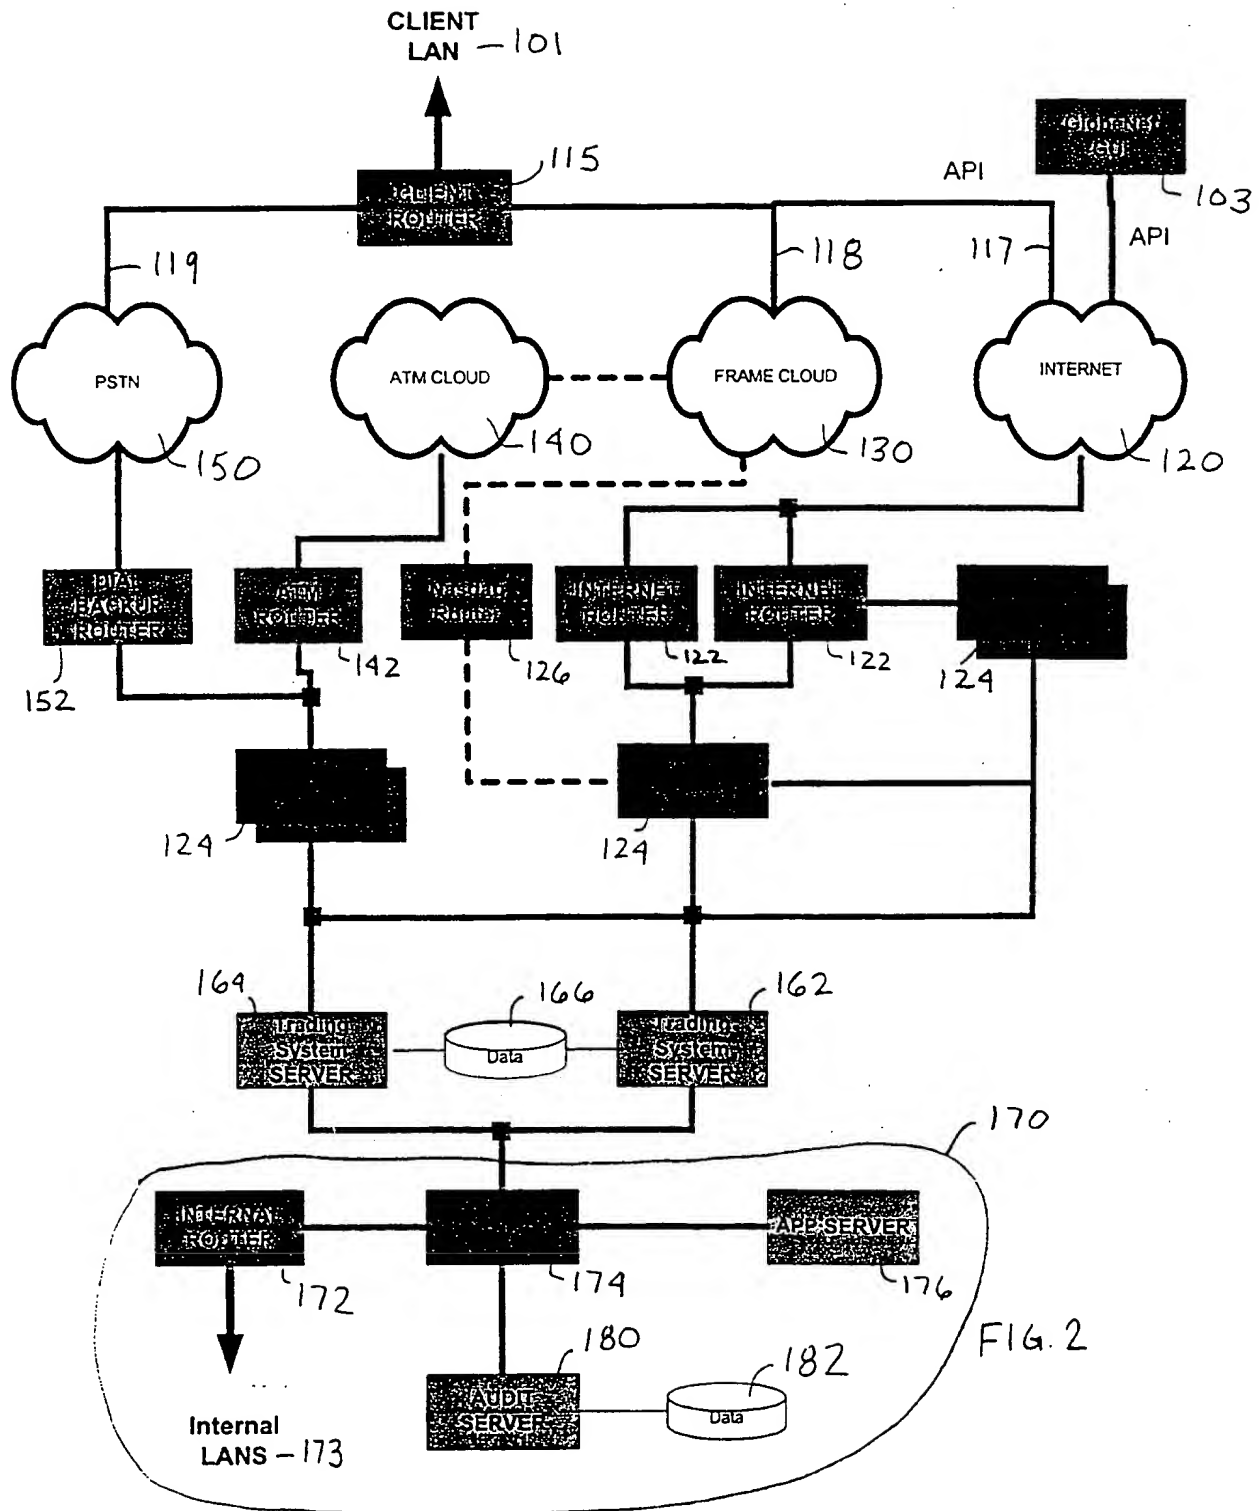 CLIENT
LAN - 101
GlobeNet
GUI
103
115
CLIENT
ROUTER
API
API
119
118
117
PSTN
ATM CLOUD
FRAME CLOUD
INTERNET
150
140
130
120
DIAL
BACKUP
ROUTER
ATM
ROUTER
Nasdaq
Router
INTERNET
ROUTER
INTERNET
ROUTER
152
142
126
122
122
124
124
124
164
166
162
Trading
System
SERVER
Data
Trading
System
SERVER
170
INTERNAL
ROUTER
APP SERVER
172
174
176
180
FIG. 2
182
AUDIT
SERVER
Data
Internal
LANS - 173